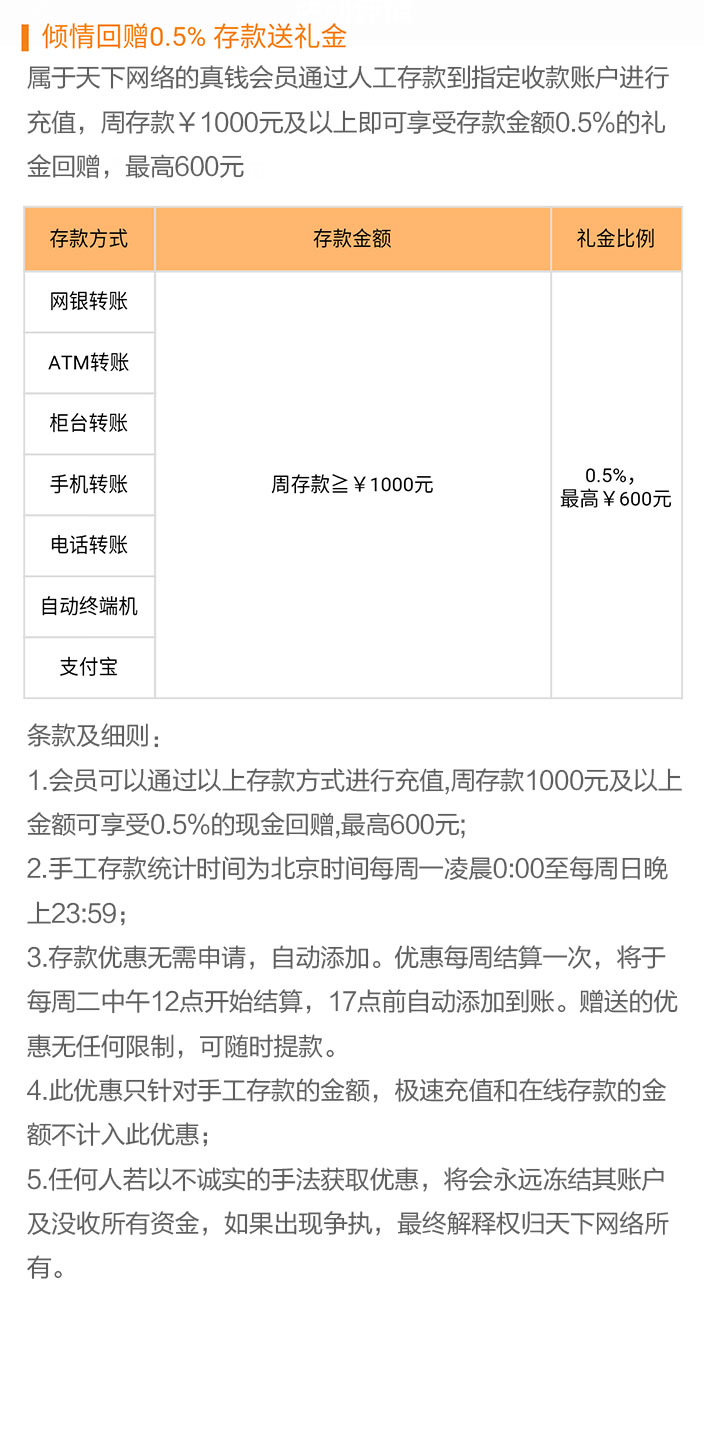 倾情回赠0.5% 存款送礼金
属于天下网络的真钱会员通过人工存款到指定收款账户进行
充值，周存款￥1000元及以上即可享受存款金额0.5%的礼
金回赠，最高600元
存款方式 存款金额 礼金比例
网银转账
ATM转账
柜台转账
手机转账
电话转账
自动终端机
支付宝
周存款≧￥1000元
0.5%，
最高￥600元
条款及细则：
1.会员可以通过以上存款方式进行充值,周存款1000元及以上
金额可享受0.5%的现金回赠,最高600元;
2.手工存款统计时间为北京时间每周一凌晨0:00至每周日晚
上23:59；
3.存款优惠无需申请，自动添加。优惠每周结算一次，将于
每周二中午12点开始结算，17点前自动添加到账。赠送的优
惠无任何限制，可随时提款。
4.此优惠只针对手工存款的金额，极速充值和在线存款的金
额不计入此优惠；
5.任何人若以不诚实的手法获取优惠，将会永远冻结其账户
及没收所有资金，如果出现争执，最终解释权归天下网络所
有。